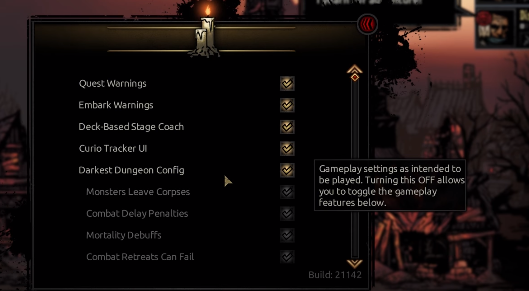 Quest Warnings
Embark Warnings
Deck-Based Stage Coach
Curio Tracker UI
Darkest Dungeon Config
Gameplay settings as intended to
be played. Turning this OFF allows
you to toggle the gameplay
features below.
Monsters Leave Corpses
Combat Delay Penalties
Mortality Debuffs
Combat Retreats Can Fail
Build: 21142